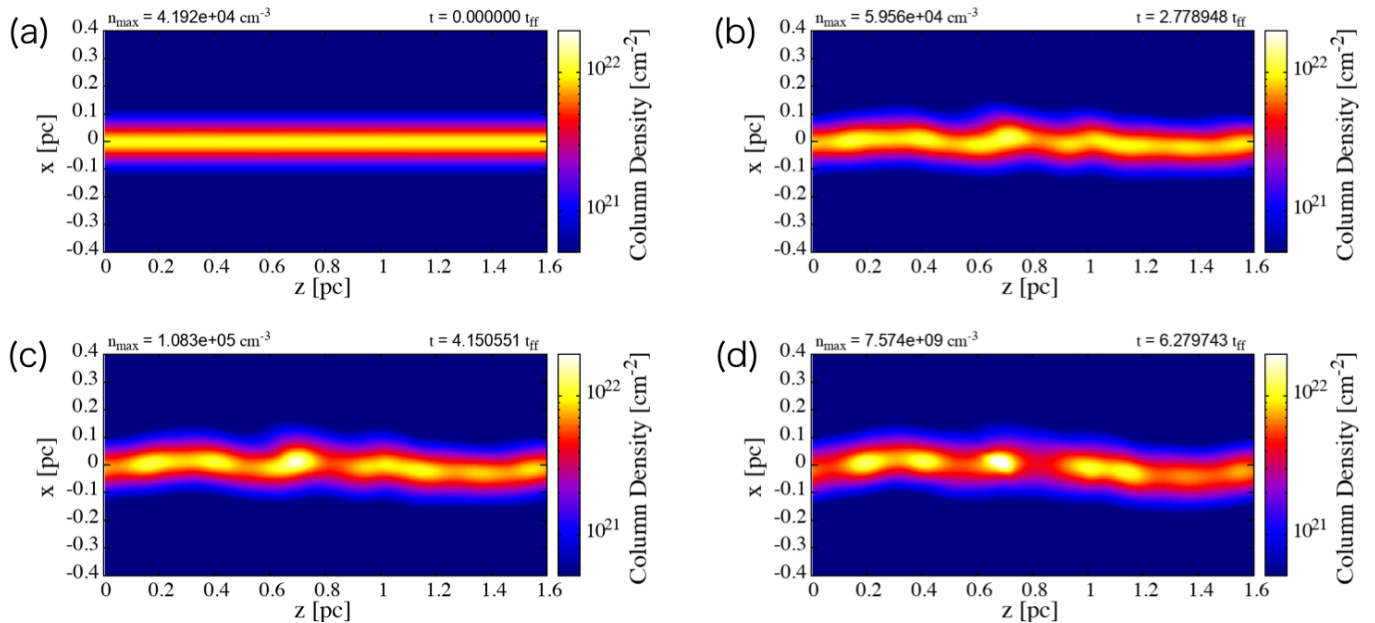 (a)
n_max = 4.192e+04 cm^-3 t = 0.000000 t_ff
0.4
0.3
0.2
0.1
0
-0.1
-0.2
-0.3
-0.4
x [pc]
0 0.2 0.4 0.6 0.8 1 1.2 1.4 1.6
z [pc]
10^22
10^21
Column Density [cm^-2]
(b)
n_max = 5.956e+04 cm^-3 t = 2.778948 t_ff
0.4
0.3
0.2
0.1
0
-0.1
-0.2
-0.3
-0.4
x [pc]
0 0.2 0.4 0.6 0.8 1 1.2 1.4 1.6
z [pc]
10^22
10^21
Column Density [cm^-2]
(c)
n_max = 1.083e+05 cm^-3 t = 4.150551 t_ff
0.4
0.3
0.2
0.1
0
-0.1
-0.2
-0.3
-0.4
x [pc]
0 0.2 0.4 0.6 0.8 1 1.2 1.4 1.6
z [pc]
10^22
10^21
Column Density [cm^-2]
(d)
n_max = 7.574e+09 cm^-3 t = 6.279743 t_ff
0.4
0.3
0.2
0.1
0
-0.1
-0.2
-0.3
-0.4
x [pc]
0 0.2 0.4 0.6 0.8 1 1.2 1.4 1.6
z [pc]
10^22
10^21
Column Density [cm^-2]